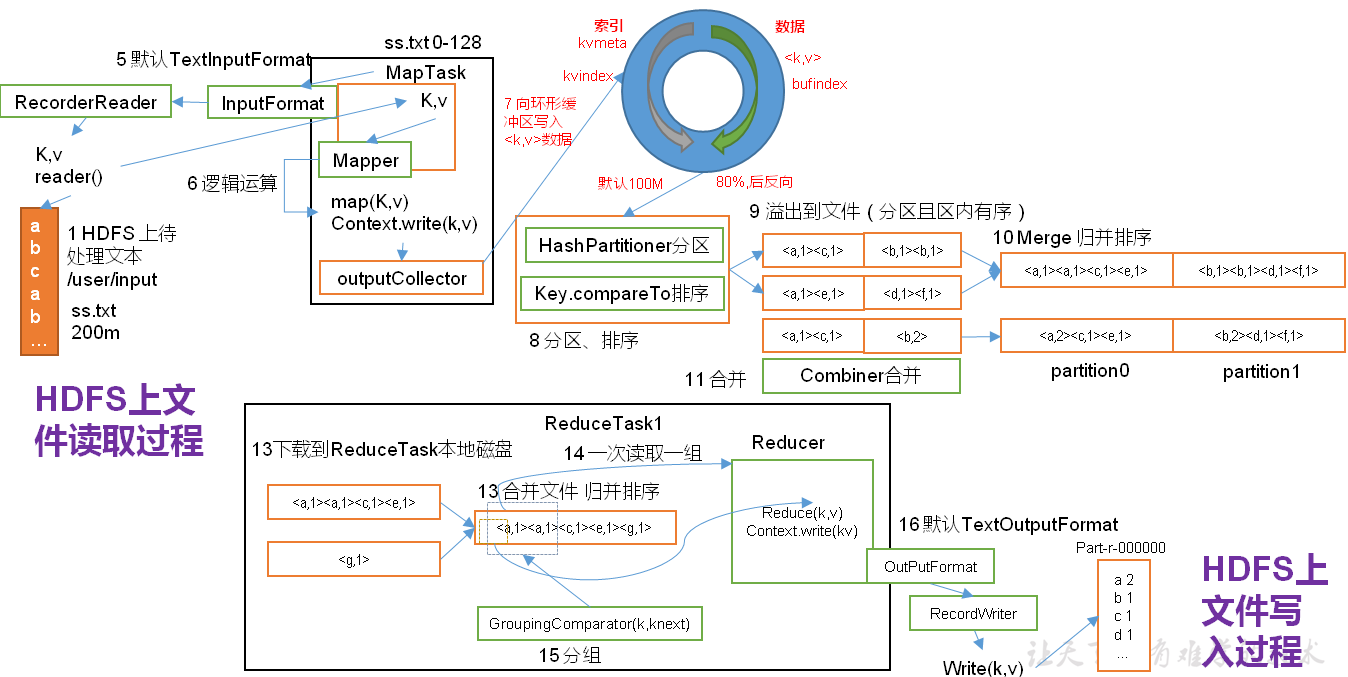 ss.txt 0-128
5 默认TextInputFormat
MapTask
RecorderReader
InputFormat
K,v
Mapper
K,v
reader()
6 逻辑运算
map(K,v)
Context.write(k,v)
outputCollector
a
b
c
a
b
...
1 HDFS 上待
处理文本
/user/input
ss.txt
200m
索引
kvmeta
kvindex
数据
<k,v>
bufindex
7 向环形缓
冲区写入
<k,v>数据
默认100M
80%,后反向
HashPartitioner分区
Key.compareTo排序
8 分区、排序
9 溢出到文件（分区且区内有序）
<a,1><c,1>
<b,1><b,1>
<a,1><e,1>
<d,1><f,1>
<a,1><c,1>
<b,2>
10 Merge 归并排序
<a,1><a,1><c,1><e,1>
<b,1><b,1><d,1><f,1>
<a,2><c,1><e,1>
<b,2><d,1><f,1>
partition0
partition1
11 合并
Combiner合并
HDFS上文
件读取过程
ReduceTask1
13下载到ReduceTask本地磁盘
<a,1><a,1><c,1><e,1>
<g,1>
13 合并文件 归并排序
<a,1><a,1><c,1><e,1><g,1>
14 一次读取一组
Reducer
Reduce(k,v)
Context.write(kv)
GroupingComparator(k,knext)
15 分组
16 默认TextOutputFormat
OutPutFormat
RecordWriter
Write(k,v)
Part-r-000000
a 2
b 1
c 1
d 1
...
HDFS上
文件写
入过程
让天
有难
术